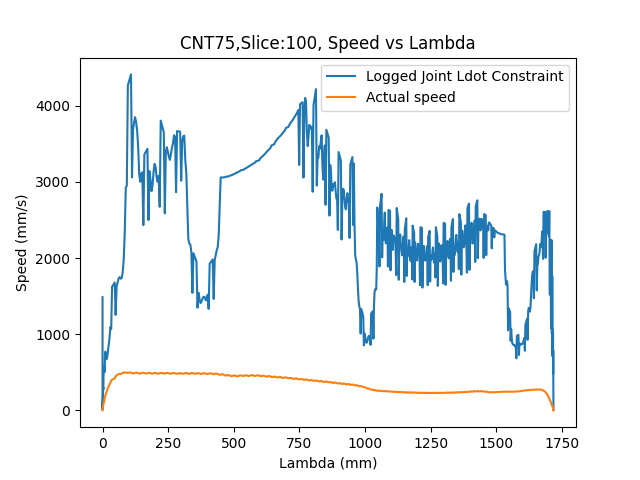 CNT75,Slice:100, Speed vs Lambda
Logged Joint Ldot Constraint
Actual speed
Speed (mm/s)
4000
3000
2000
1000
0
0 250 500 750 1000 1250 1500 1750
Lambda (mm)